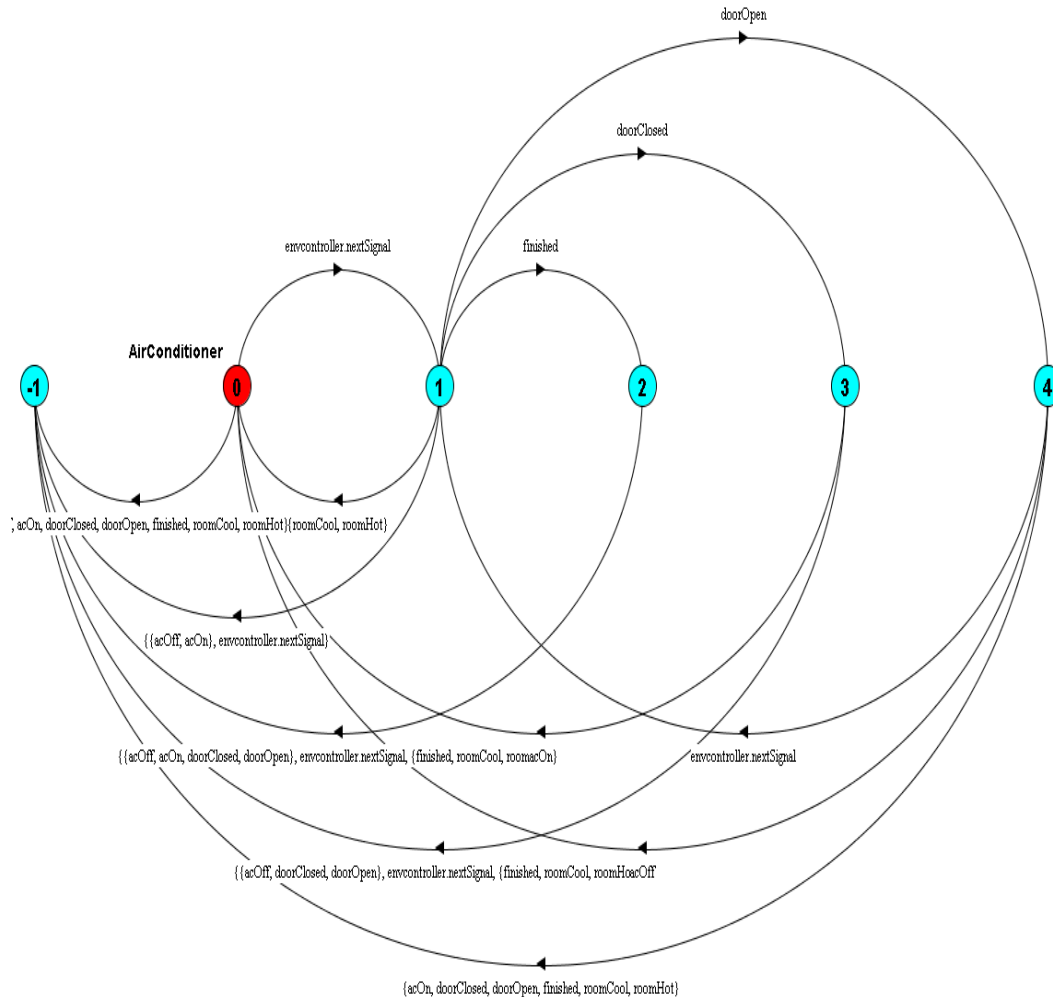 doorOpen
doorClosed
envcontroller.nextSignal
finished
AirConditioner
-1
0
1
2
3
4
', acOn, doorClosed, doorOpen, finished, roomCool, roomHot}{roomCool, roomHot}
{{acOff, acOn}, envcontroller.nextSignal}
{{acOff, acOn, doorClosed, doorOpen}, envcontroller.nextSignal, {finished, roomCool, roomacOn}
envcontroller.nextSignal
{{acOff, doorClosed, doorOpen}, envcontroller.nextSignal, {finished, roomCool, roomHoacOff
{acOn, doorClosed, doorOpen, finished, roomCool, roomHot}